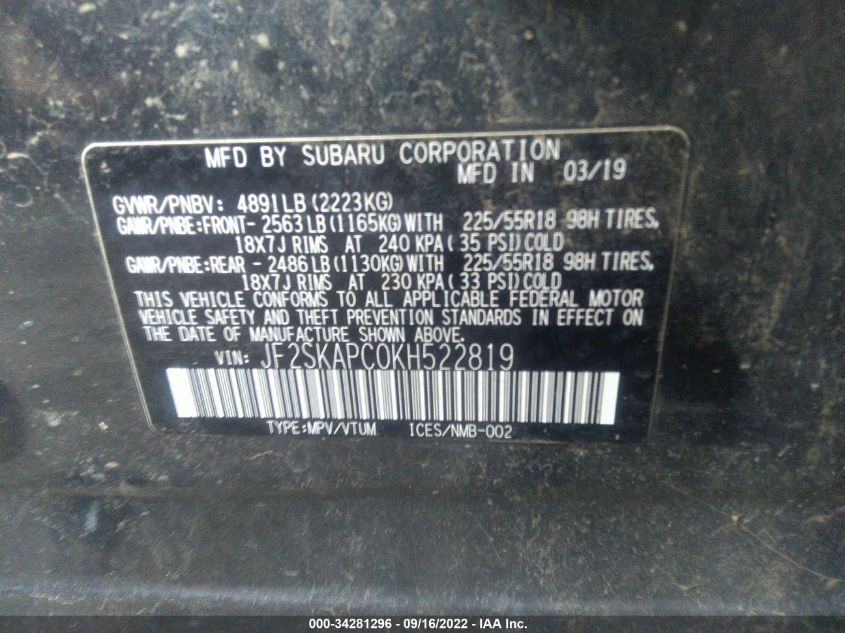 MFD BY SUBARU CORPORATION
MFD IN 03/19
GVWR/PNBV: 4891LB (2223KG)
GAWR/PNBE:FRONT- 2563LB (1165KG) WITH 225/55R18 98H TIRES,
18X7J RIMS AT 240 KPA ( 35 PSI) COLD
GAWR/PNBE:REAR - 2486LB (1130KG) WITH 225/55R18 98H TIRES,
18X7J RIMS AT 230 KPA ( 33 PSI) COLD
THIS VEHICLE CONFORMS TO ALL APPLICABLE FEDERAL MOTOR
VEHICLE SAFETY AND THEFT PREVENTION STANDARDS IN EFFECT ON
THE DATE OF MANUFACTURE SHOWN ABOVE.
VIN: JF2SKAPC0KH522819
TYPE:MPV/VTUM ICES/NMB-002
000-34281296 - 09/16/2022 - IAA Inc.